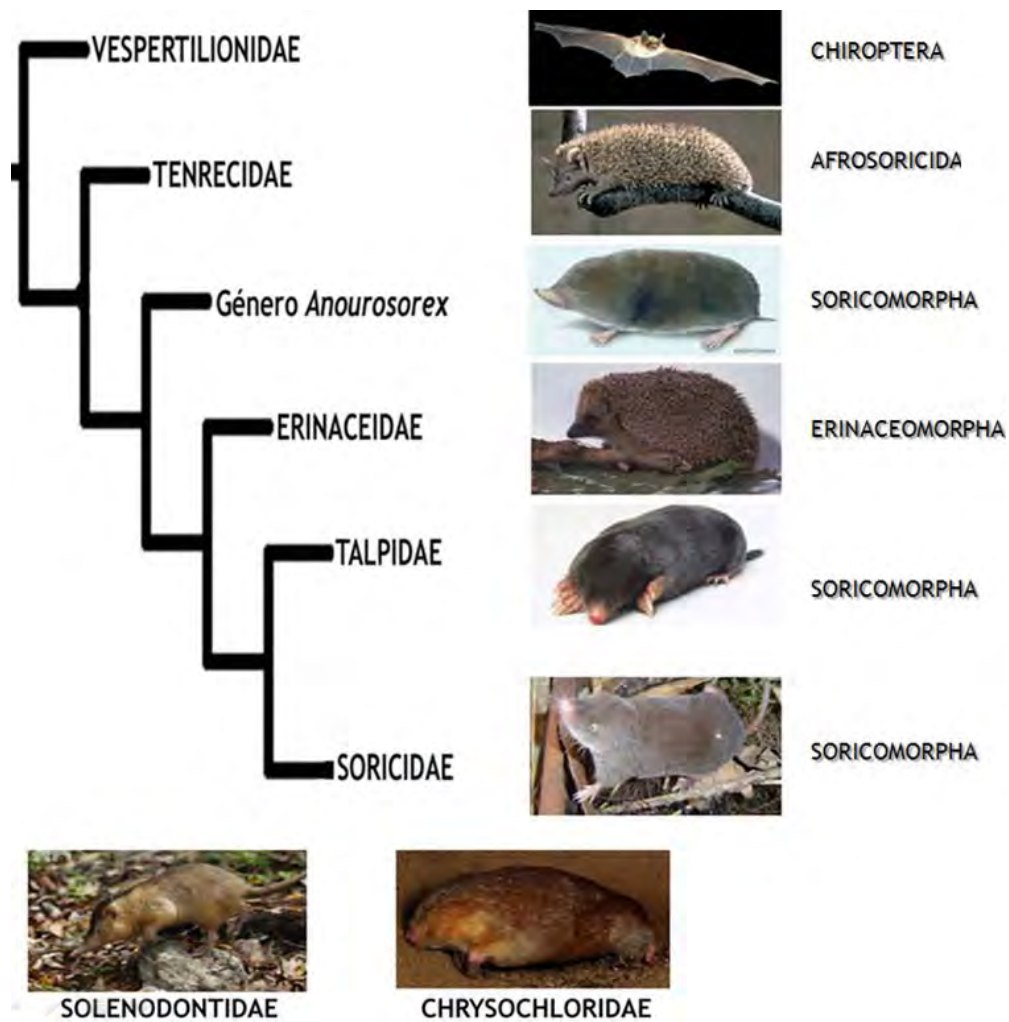 VESPERTILIONIDAE
CHIROPTERA
TENRECIDAE
AFROSORICIDA
Género Anourosorex
SORICOMORPHA
ERINACEIDAE
ERINACEOMORPHA
TALPIDAE
SORICOMORPHA
SORICIDAE
SORICOMORPHA
SOLENODONTIDAE
CHRYSOCHLORIDAE